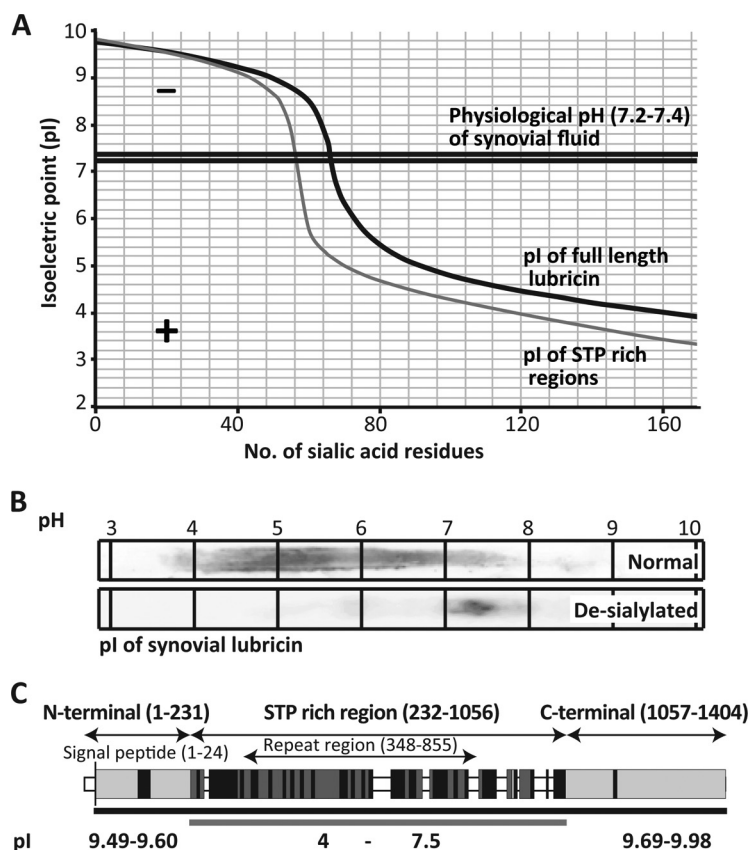 A
10
9
8
7
6
5
4
3
2
Isoelcetric point (pI)
−
+
Physiological pH (7.2-7.4)
of synovial fluid
pI of full length
lubricin
pI of STP rich
regions
0 40 80 120 160
No. of sialic acid residues
B
pH 3 4 5 6 7 8 9 10
Normal
De-sialylated
pI of synovial lubricin
C
N-terminal (1-231) STP rich region (232-1056) C-terminal (1057-1404)
Signal peptide (1-24) Repeat region (348-855)
pI 9.49-9.60 4 - 7.5 9.69-9.98